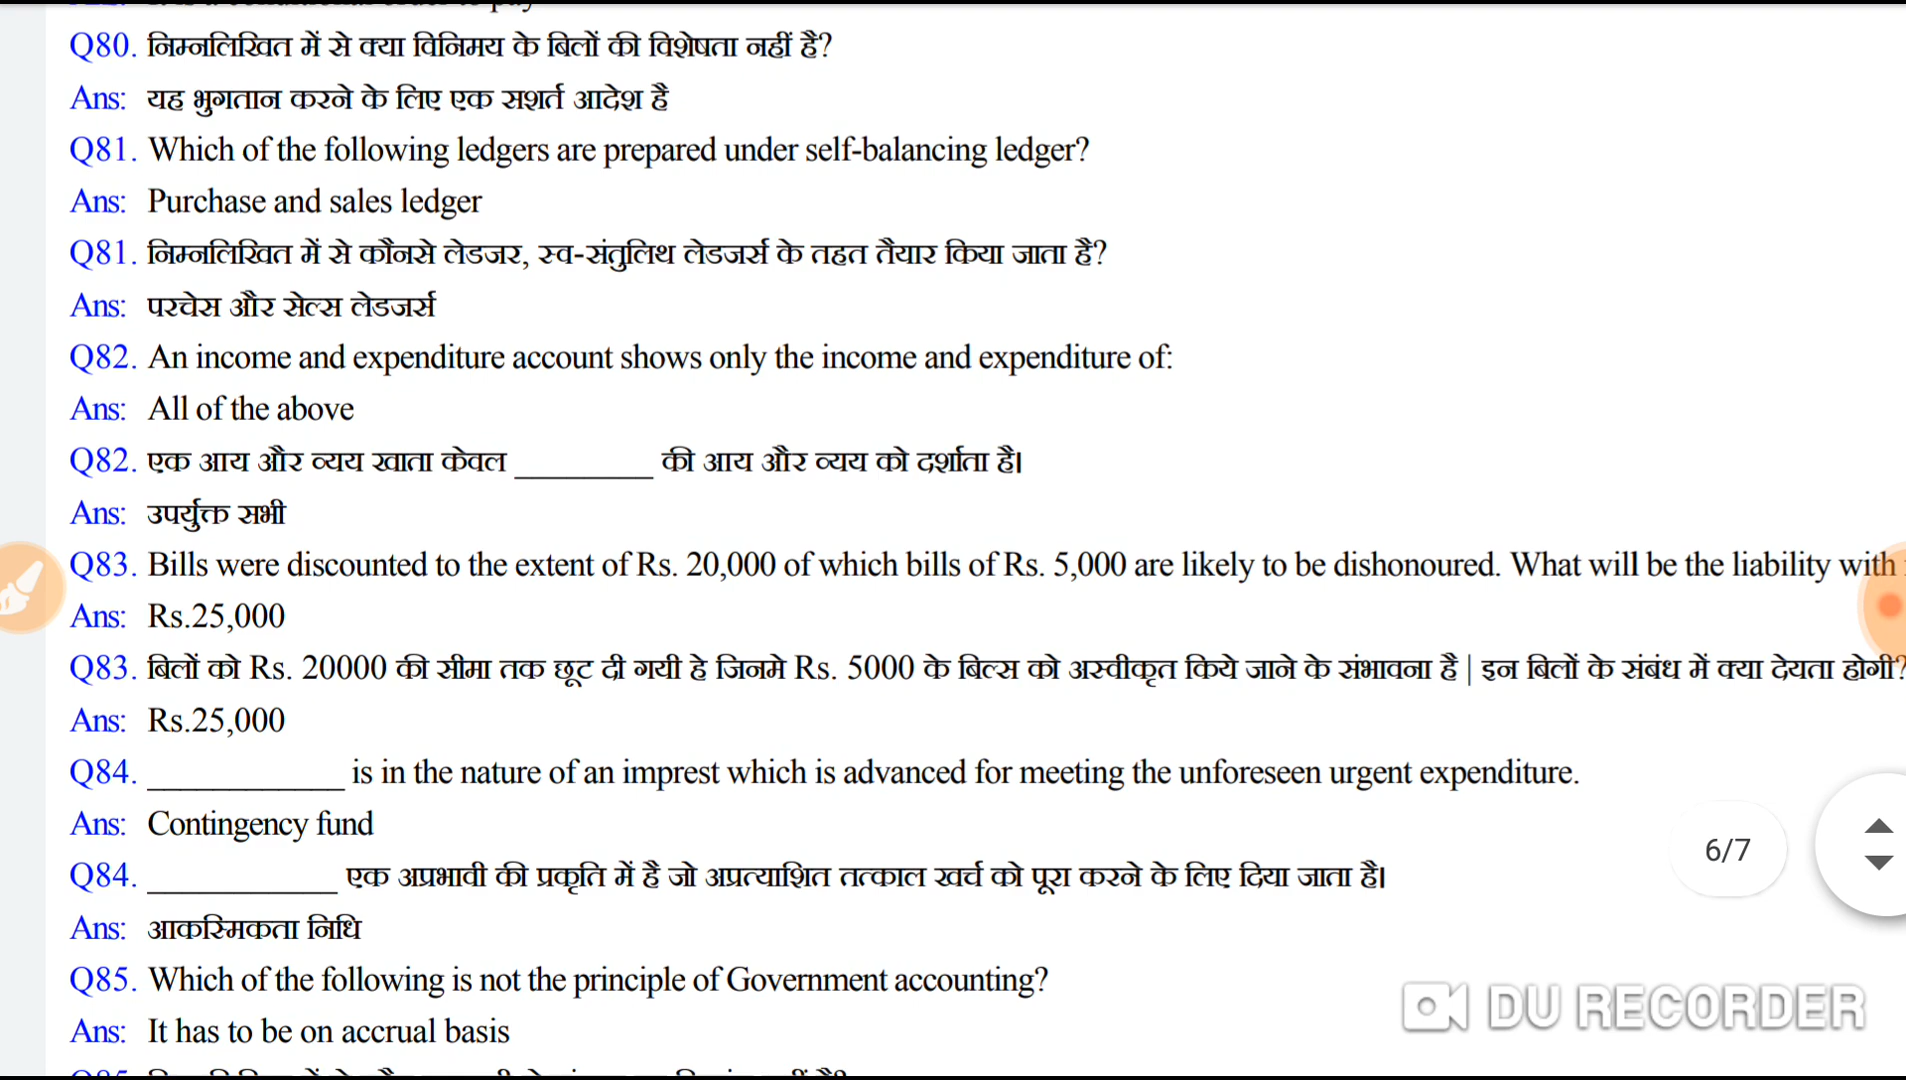 Q80. निम्नलिखित में से क्या विनिमय के बिलों की विशेषता नहीं है?
Ans: यह भुगतान करने के लिए एक सशर्त आदेश है
Q81. Which of the following ledgers are prepared under self-balancing ledger?
Ans: Purchase and sales ledger
Q81. निम्नलिखित में से कौनसे लेडजर, स्व-संतुलिथ लेडजर्स के तहत तैयार किया जाता है?
Ans: परचेस और सेल्स लेडजर्स
Q82. An income and expenditure account shows only the income and expenditure of:
Ans: All of the above
Q82. एक आय और व्यय खाता केवल _________ की आय और व्यय को दर्शाता है।
Ans: उपर्युक्त सभी
Q83. Bills were discounted to the extent of Rs. 20,000 of which bills of Rs. 5,000 are likely to be dishonoured. What will be the liability with
Ans: Rs.25,000
Q83. बिलों को Rs. 20000 की सीमा तक छूट दी गयी हे जिनमे Rs. 5000 के बिल्स को अस्वीकृत किये जाने के संभावना है | इन बिलों के संबंध में क्या देयता होगी?
Ans: Rs.25,000
Q84. _____________ is in the nature of an imprest which is advanced for meeting the unforeseen urgent expenditure.
Ans: Contingency fund
6/7
Q84. _____________ एक अप्रभावी की प्रकृति में है जो अप्रत्याशित तत्काल खर्च को पूरा करने के लिए दिया जाता है।
Ans: आकस्मिकता निधि
Q85. Which of the following is not the principle of Government accounting?
DU RECORDER
Ans: It has to be on accrual basis